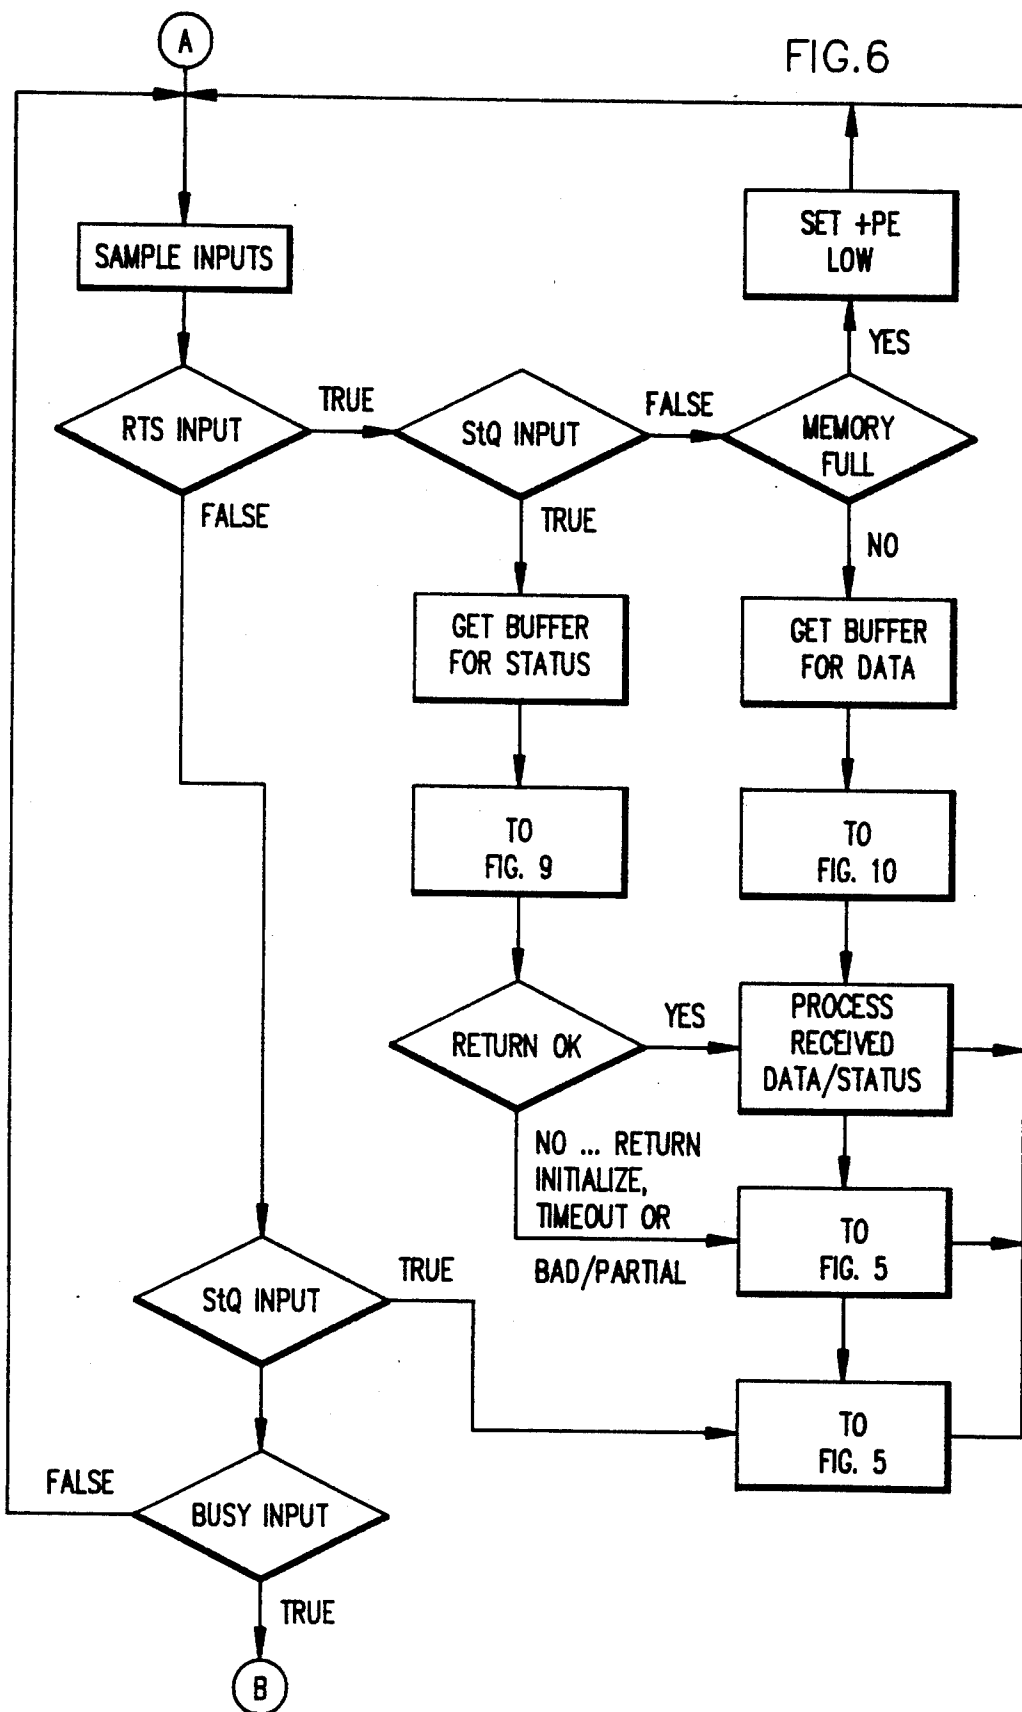 A
FIG.6
SET +PE
LOW
SAMPLE INPUTS
YES
RTS INPUT
TRUE
StQ INPUT
FALSE
MEMORY
FULL
FALSE
TRUE
NO
GET BUFFER
FOR STATUS
GET BUFFER
FOR DATA
TO
FIG. 9
TO
FIG. 10
RETURN OK
YES
PROCESS
RECEIVED
DATA/STATUS
NO ... RETURN
INITIALIZE,
TIMEOUT OR
BAD/PARTIAL
TO
FIG. 5
StQ INPUT
TRUE
TO
FIG. 5
FALSE
BUSY INPUT
TRUE
B